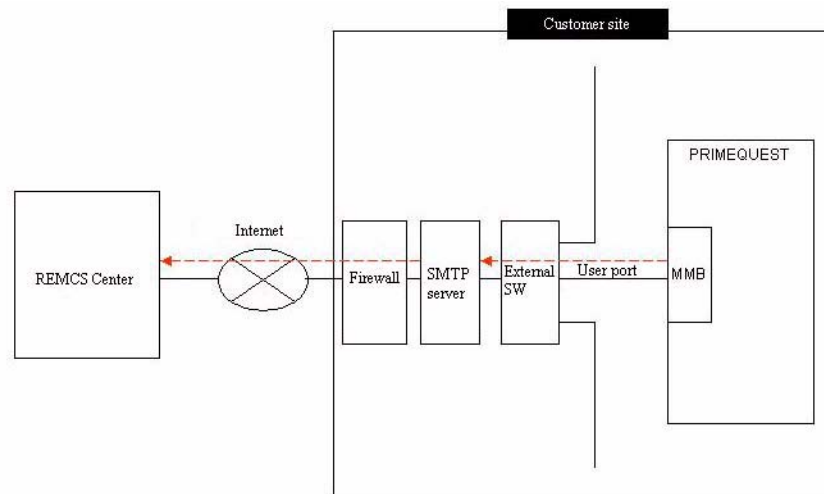 Customer site
PRIMEQUEST
Internet
REMCS Center
Firewall
SMTP
server
External
SW
User port
MMB